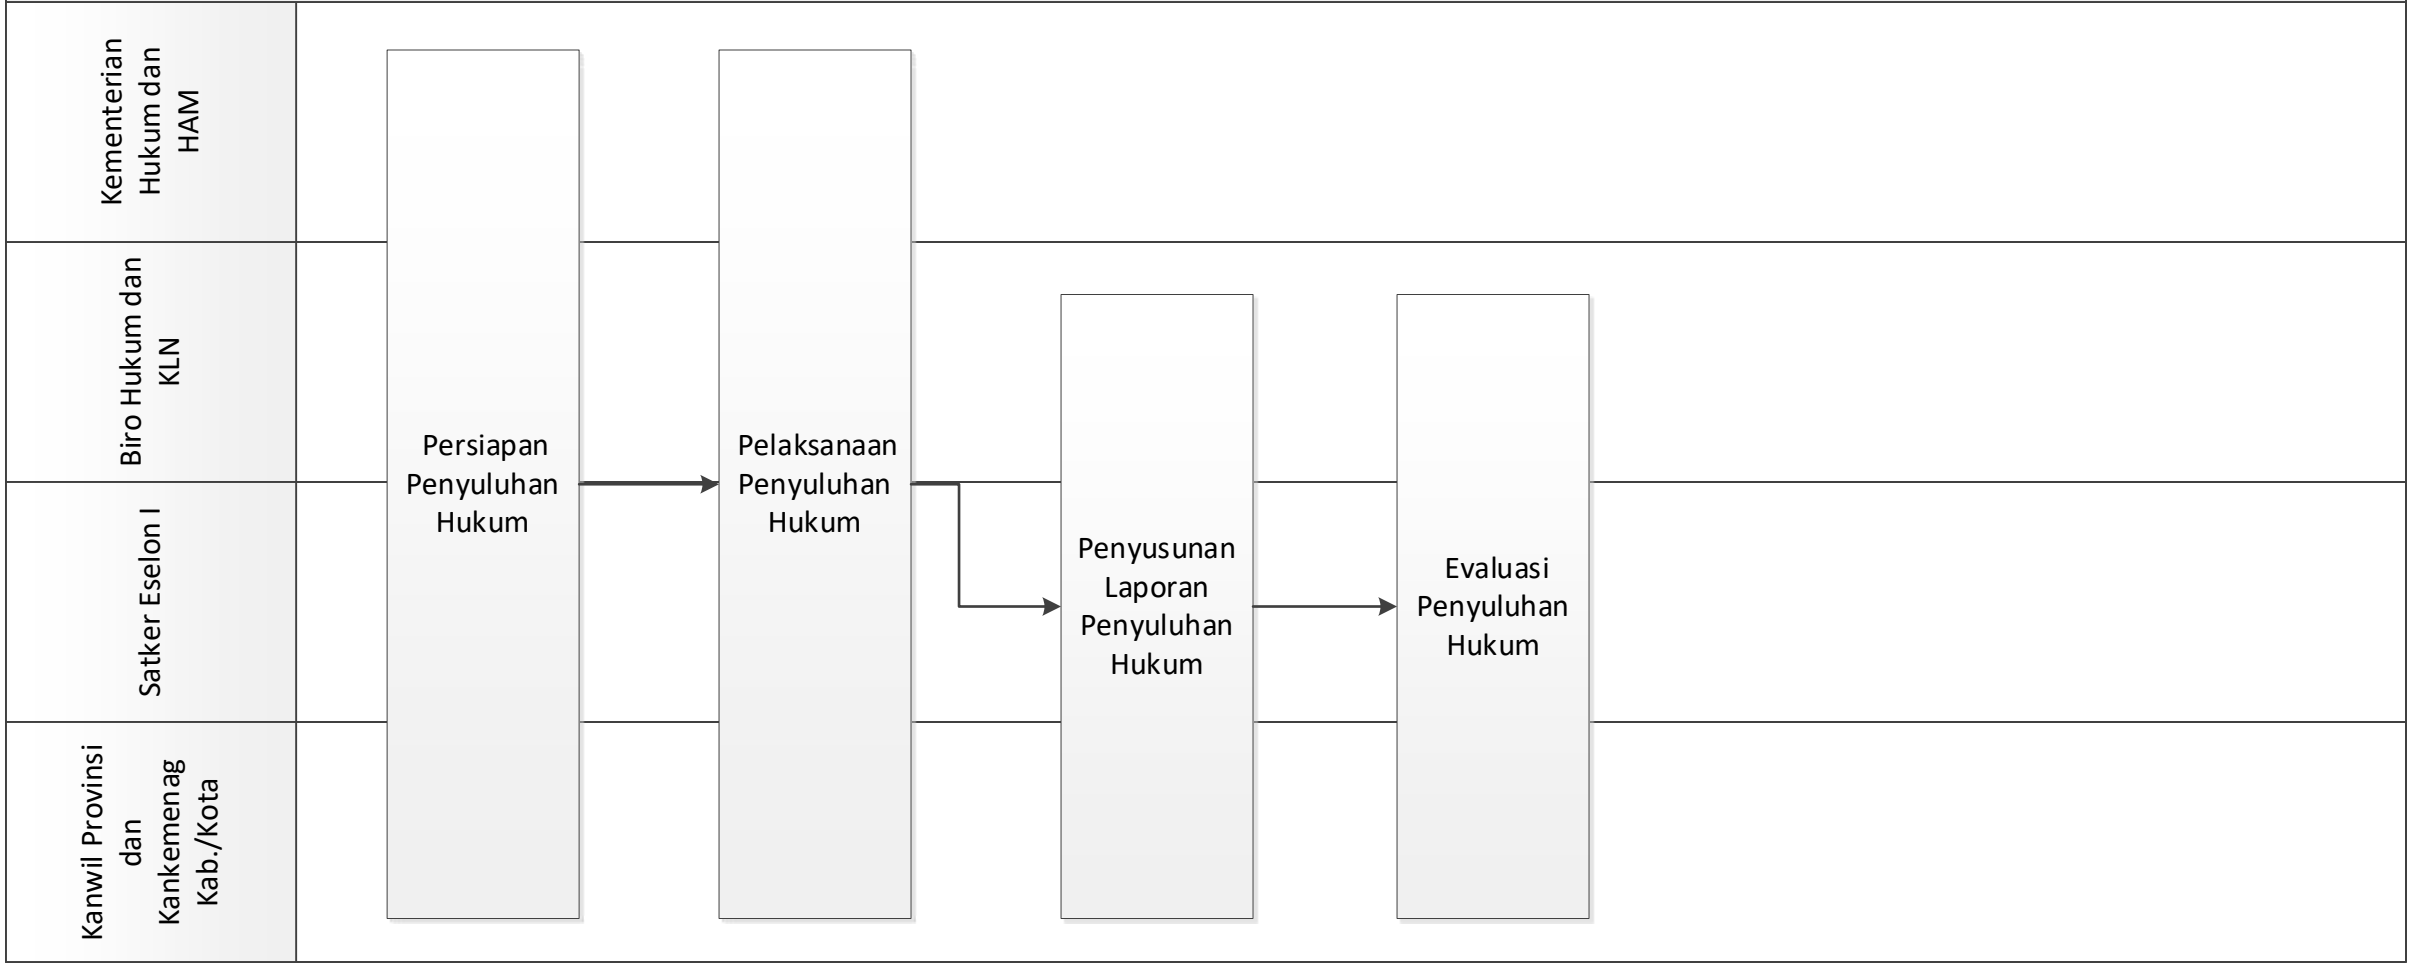 Kementerian
Hukum dan
HAM
Biro Hukum dan
KLN
Satker Eselon I
Kanwil Provinsi
dan
Kankemenag
Kab./Kota
Persiapan
Penyuluhan
Hukum
Pelaksanaan
Penyuluhan
Hukum
Penyusunan
Laporan
Penyuluhan
Hukum
Evaluasi
Penyuluhan
Hukum